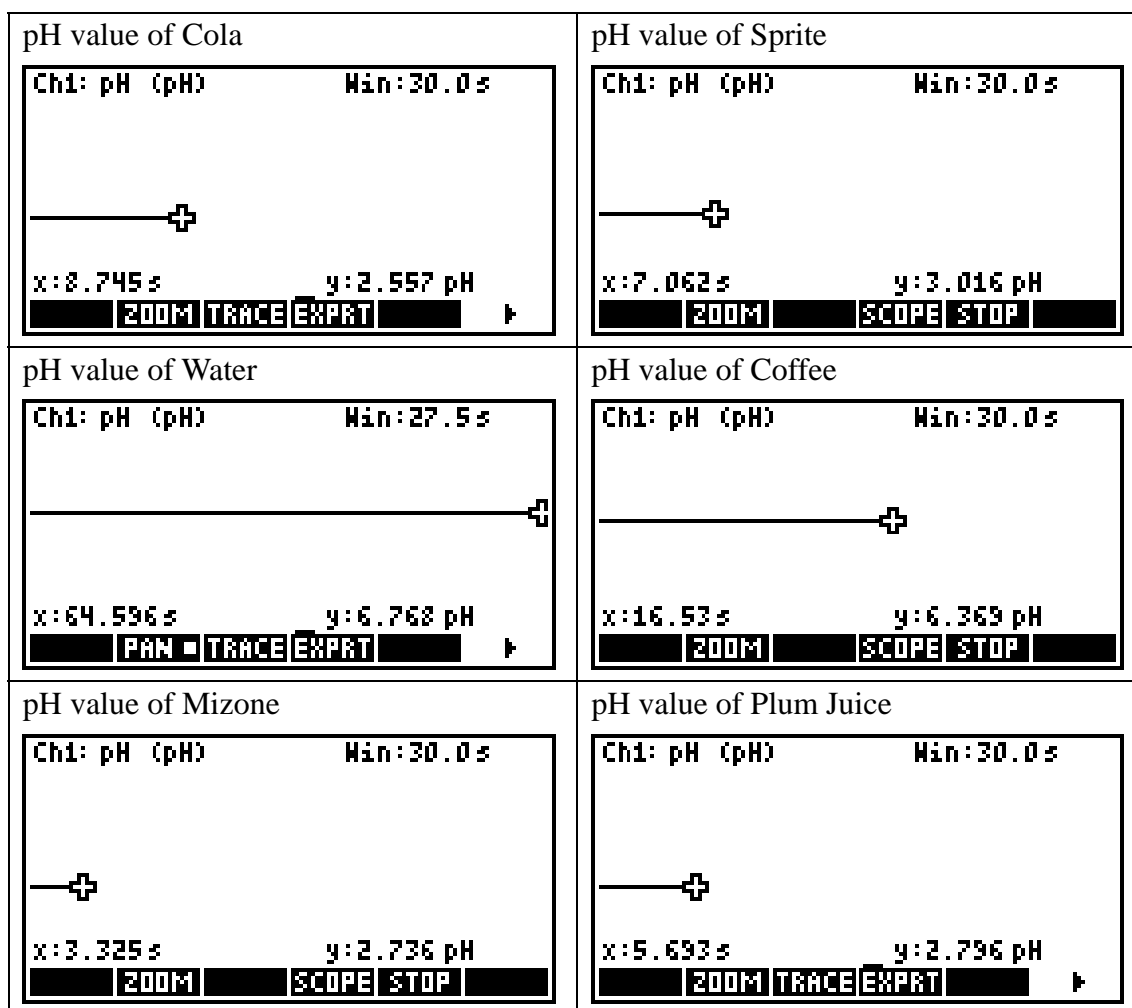 pH value of Cola
Ch1: pH (pH) Win:30.0s
x:8.745s y:2.557 pH
ZOOM TRACE EXPRT
pH value of Sprite
Ch1: pH (pH) Win:30.0s
x:7.062s y:3.016 pH
ZOOM SCOPE STOP
pH value of Water
Ch1: pH (pH) Win:27.5s
x:64.596s y:6.768 pH
PAN TRACE EXPRT
pH value of Coffee
Ch1: pH (pH) Win:30.0s
x:16.53s y:6.369 pH
ZOOM SCOPE STOP
pH value of Mizone
Ch1: pH (pH) Win:30.0s
x:3.325s y:2.736 pH
ZOOM SCOPE STOP
pH value of Plum Juice
Ch1: pH (pH) Win:30.0s
x:5.693s y:2.796 pH
ZOOM TRACE EXPRT